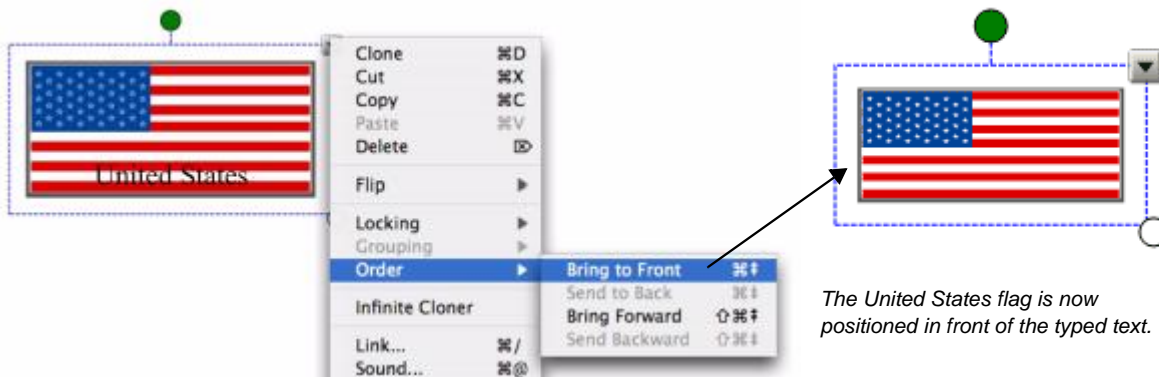 United States
Clone ⌘D
Cut ⌘X
Copy ⌘C
Paste ⌘V
Delete ⌦
Flip ▶
Locking ▶
Grouping ▶
Order ▶
Infinite Cloner
Link... ⌘/
Sound... ⌘@
Bring to Front ⌘⇞
Send to Back ⌘⇟
Bring Forward ⇧⌘⇞
Send Backward ⇧⌘⇟
The United States flag is now
positioned in front of the typed text.